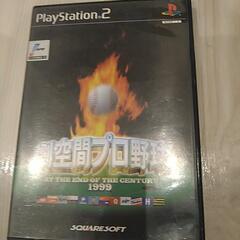 PlayStation 2
劇空間プロ野球
AT THE END OF THE CENTURY
1999
SQUARESOFT